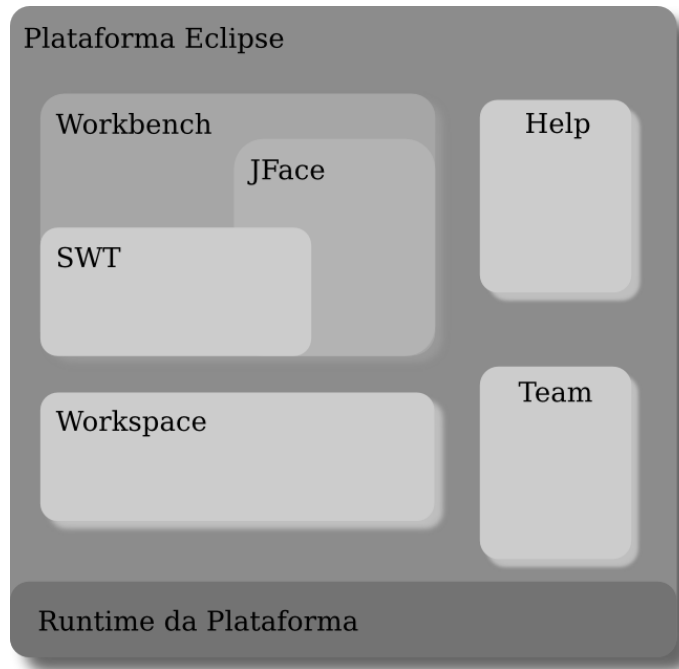 Plataforma Eclipse
Workbench
JFace
SWT
Help
Workspace
Team
Runtime da Plataforma